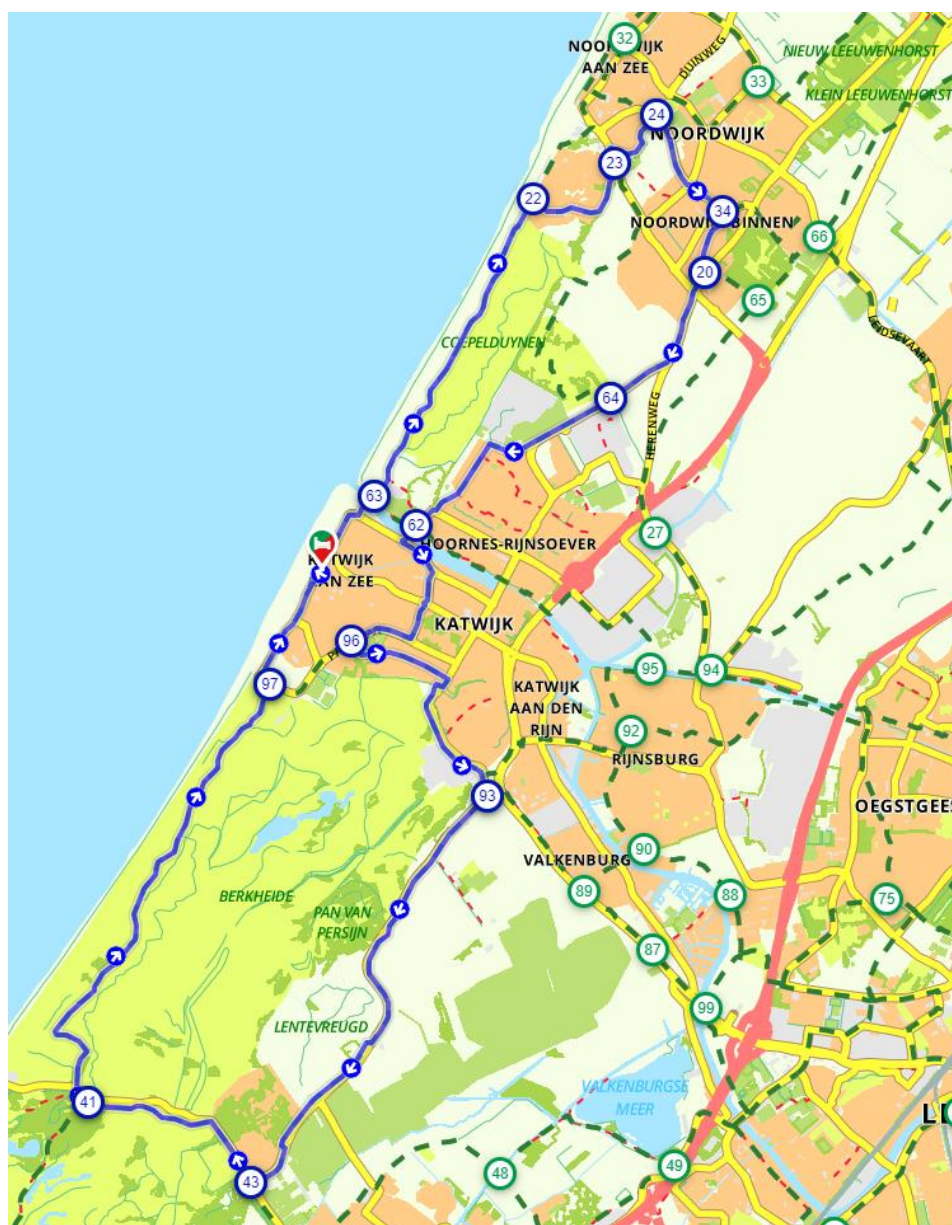 32
NOORDWIJK
AAN ZEE
DUINWEG
NIEUW LEEUWENHORST
33
KLEIN LEEUWENHORST
24
NOORDWIJK
23
22
34
NOORDWIJK BINNEN
66
20
65
LEIDSEVAART
COEPELDUYNEN
64
HERENWEG
63
62
27
HOORNES-RIJNSOEVER
KATWIJK
AAN ZEE
KATWIJK
96
95
94
97
KATWIJK
AAN DEN
RIJN
92
RIJNSBURG
93
OEGSTGEES
90
VALKENBURG
89
88
75
BERKHEIDE
PAN VAN
PERSIJN
87
99
LENTEVREUGD
VALKENBURGSE
MEER
41
LE
49
48
43